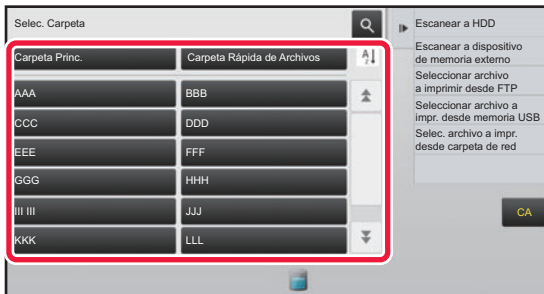 Selec. Carpeta
Carpeta Princ.
Carpeta Rápida de Archivos
AAA
BBB
CCC
DDD
EEE
FFF
GGG
HHH
III III
JJJ
KKK
LLL
Escanear a HDD
Escanear a dispositivo
de memoria externo
Seleccionar archivo
a imprimir desde FTP
Seleccionar archivo a
impr. desde memoria USB
Selec. archivo a impr.
desde carpeta de red
CA